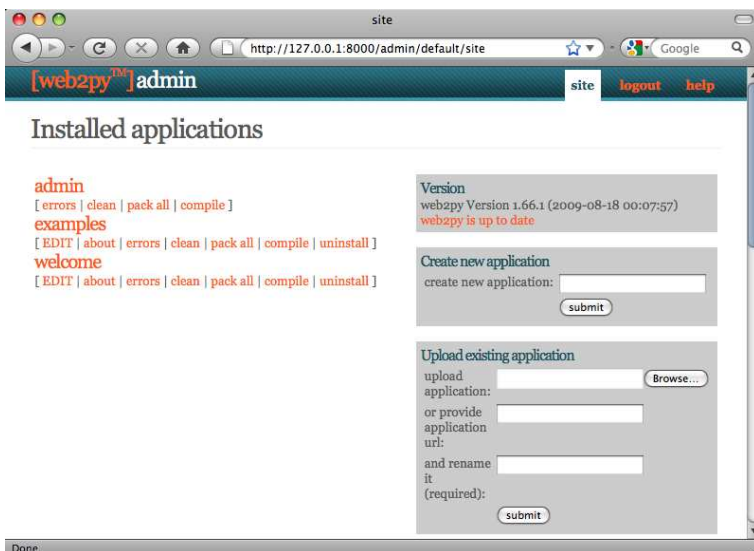 site
http://127.0.0.1:8000/admin/default/site
Google
[web2py™]admin
site logout help
Installed applications
admin
[ errors | clean | pack all | compile ]
examples
[ EDIT | about | errors | clean | pack all | compile | uninstall ]
welcome
[ EDIT | about | errors | clean | pack all | compile | uninstall ]
Version
web2py Version 1.66.1 (2009-08-18 00:07:57)
web2py is up to date
Create new application
create new application:
submit
Upload existing application
upload
application:
Browse...
or provide
application
url:
and rename
it
(required):
submit
Done